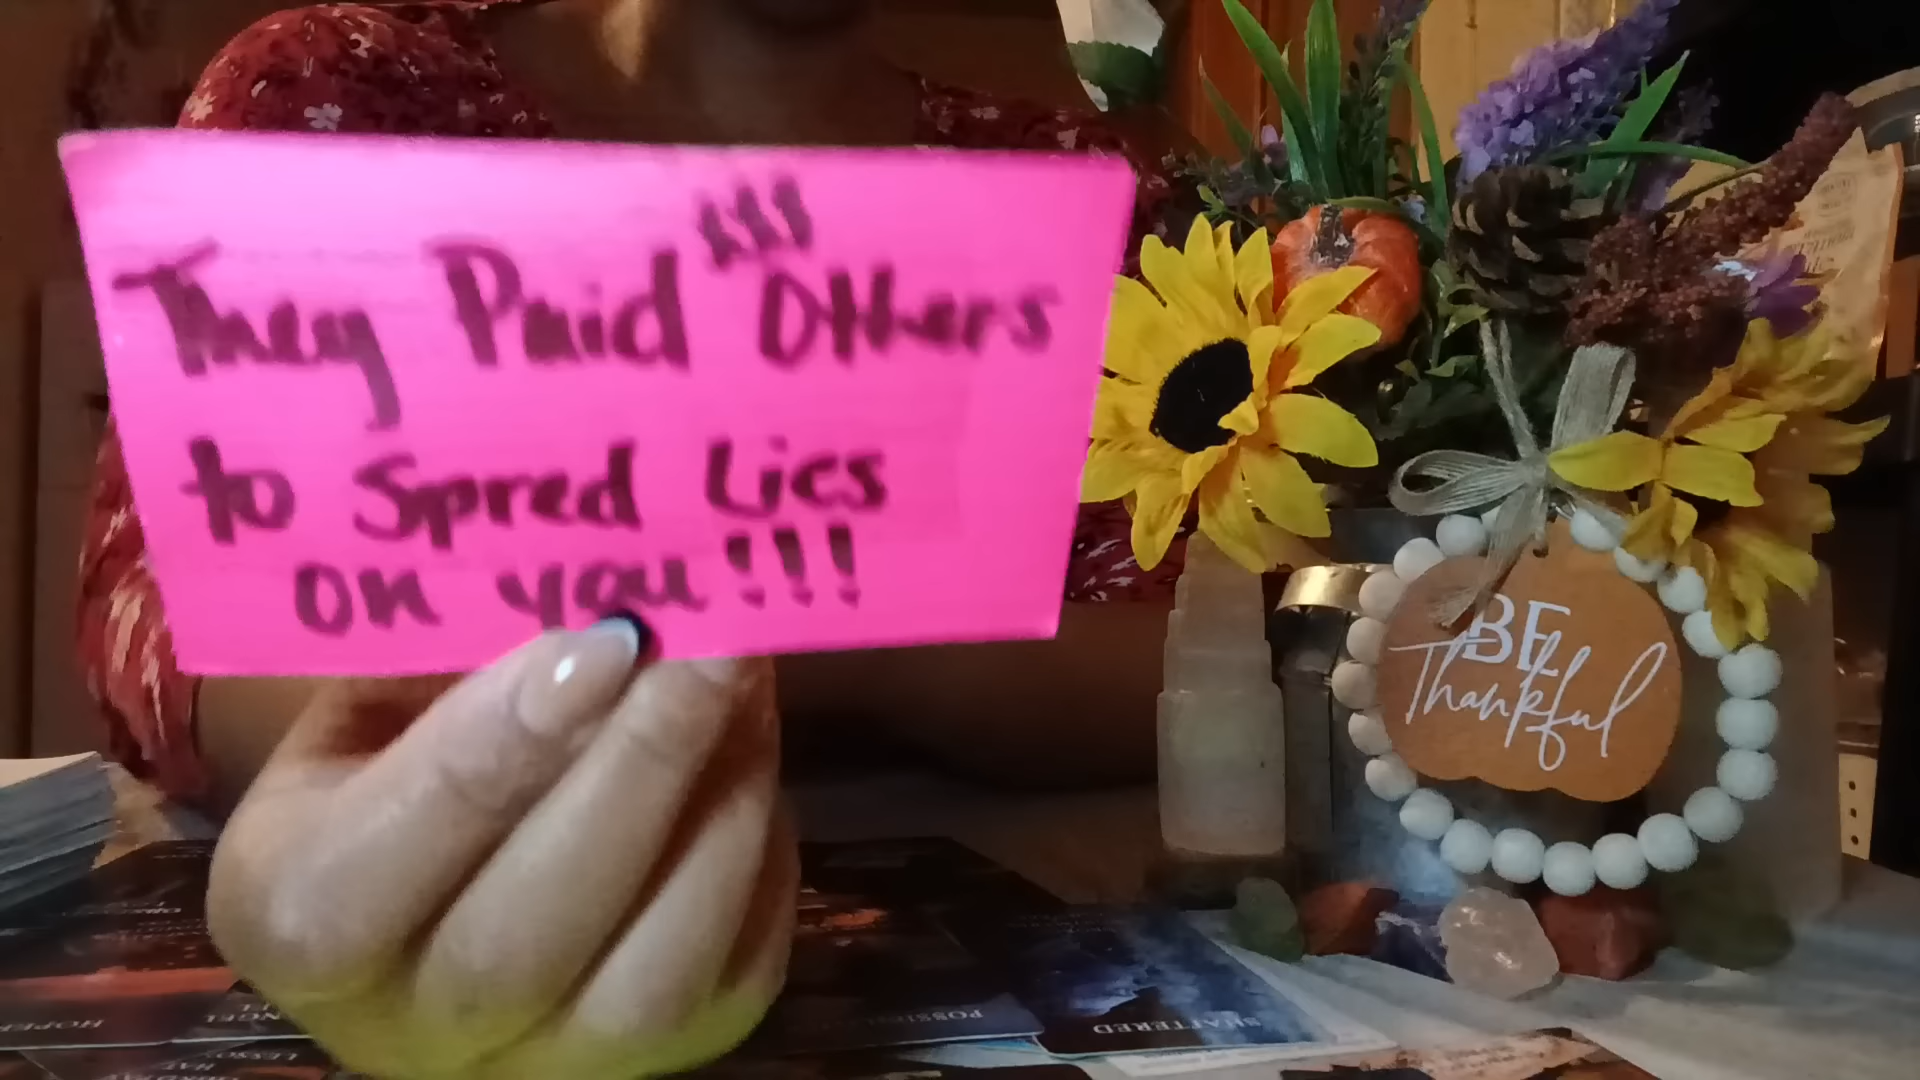 They Paid !!! Others
to Spred Lies
on you!!!
BE
Thankful
SHATTERED